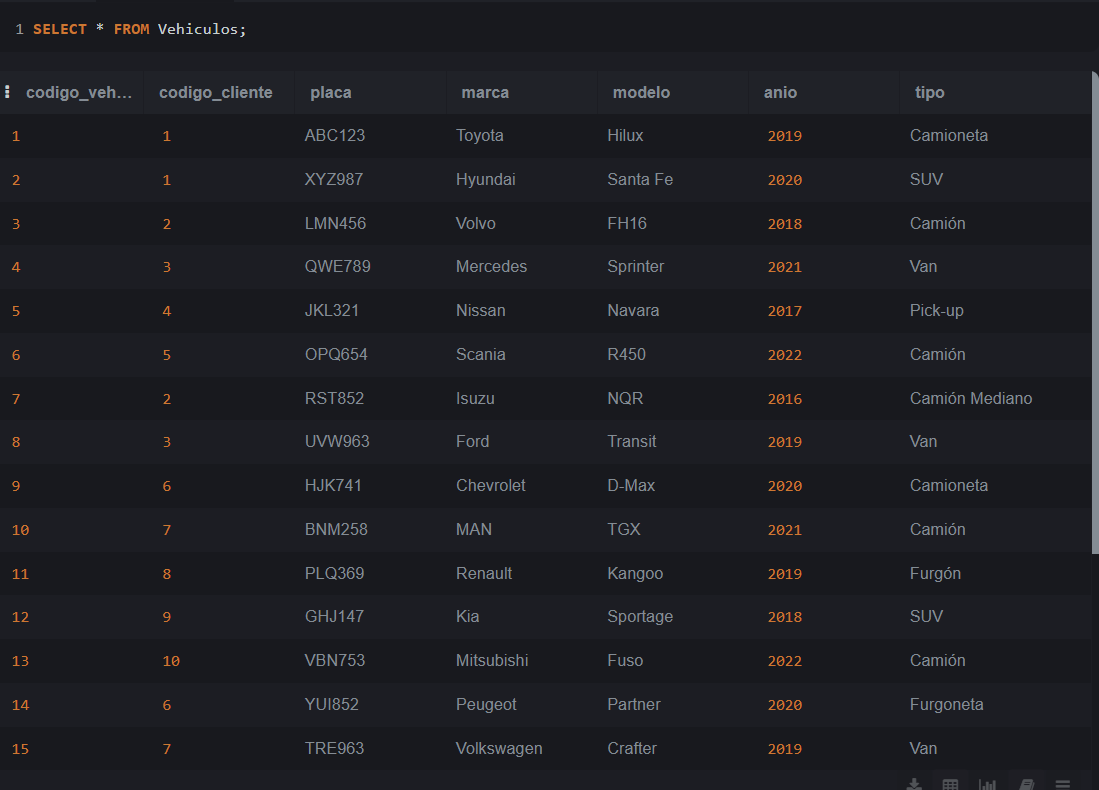 1 SELECT * FROM Vehiculos;
codigo_veh... codigo_cliente placa marca modelo anio tipo
1 1 ABC123 Toyota Hilux 2019 Camioneta
2 1 XYZ987 Hyundai Santa Fe 2020 SUV
3 2 LMN456 Volvo FH16 2018 Camión
4 3 QWE789 Mercedes Sprinter 2021 Van
5 4 JKL321 Nissan Navara 2017 Pick-up
6 5 OPQ654 Scania R450 2022 Camión
7 2 RST852 Isuzu NQR 2016 Camión Mediano
8 3 UVW963 Ford Transit 2019 Van
9 6 HJK741 Chevrolet D-Max 2020 Camioneta
10 7 BNM258 MAN TGX 2021 Camión
11 8 PLQ369 Renault Kangoo 2019 Furgón
12 9 GHJ147 Kia Sportage 2018 SUV
13 10 VBN753 Mitsubishi Fuso 2022 Camión
14 6 YUI852 Peugeot Partner 2020 Furgoneta
15 7 TRE963 Volkswagen Crafter 2019 Van